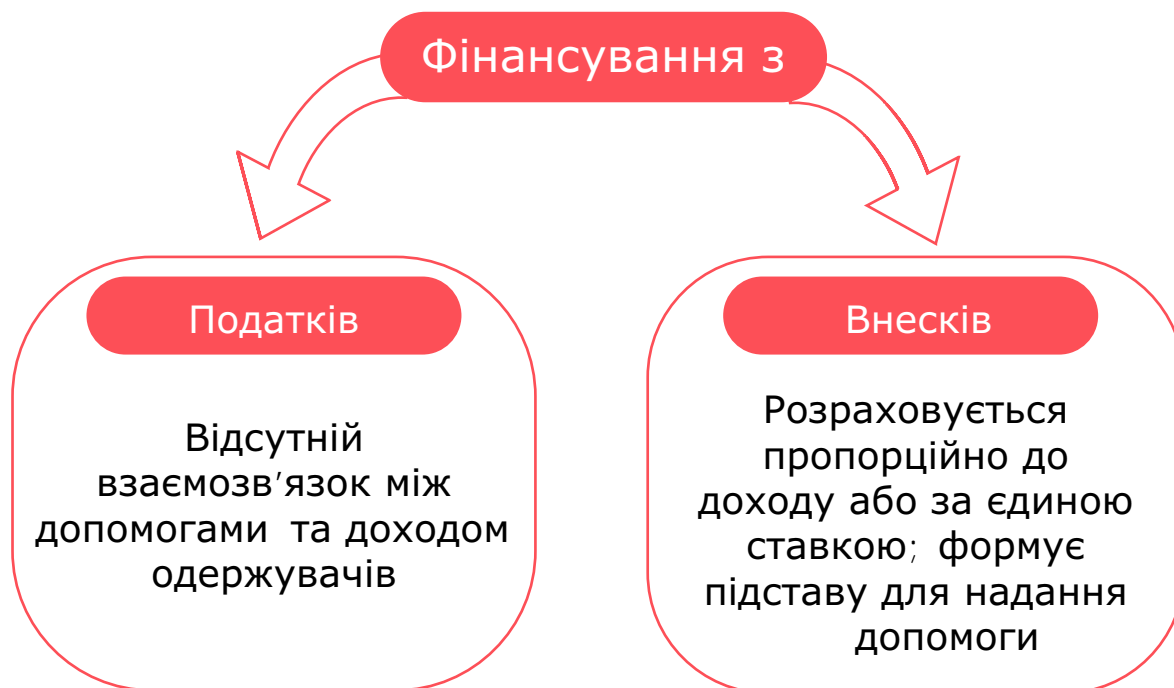 Фінансування з
Податків
Відсутній
взаємозв'язок між
допомогами та доходом
одержувачів
Внесків
Розраховується
пропорційно до
доходу або за єдиною
ставкою; формує
підставу для надання
допомоги